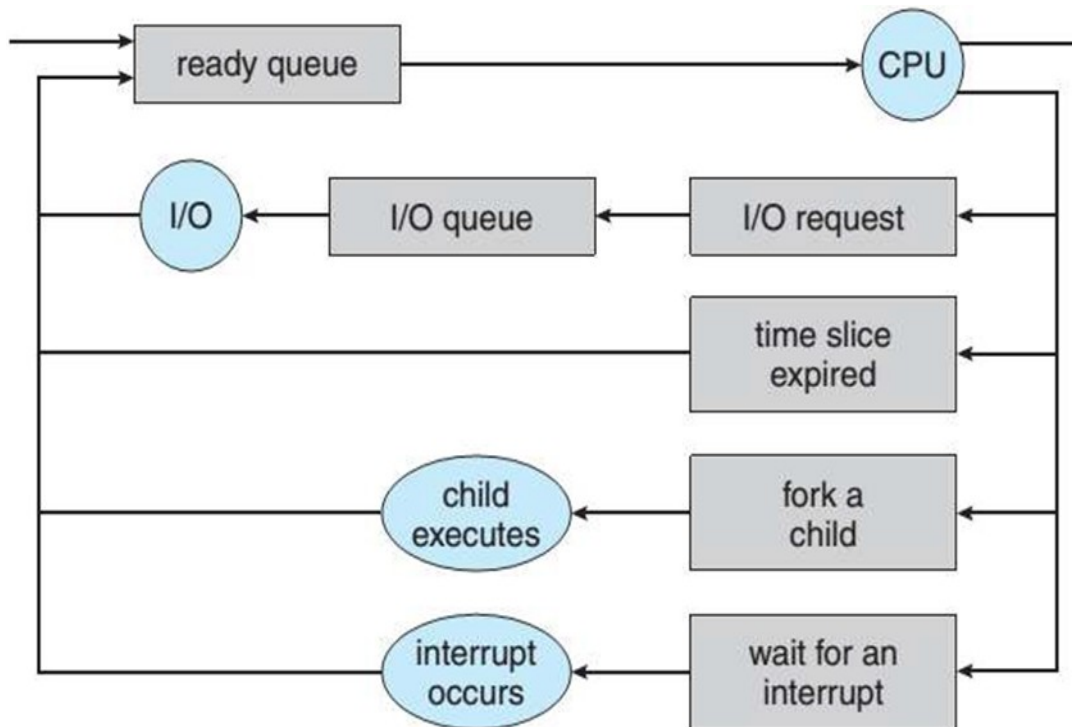 ready queue
CPU
I/O
I/O queue
I/O request
time slice
expired
child
executes
fork a
child
interrupt
occurs
wait for an
interrupt